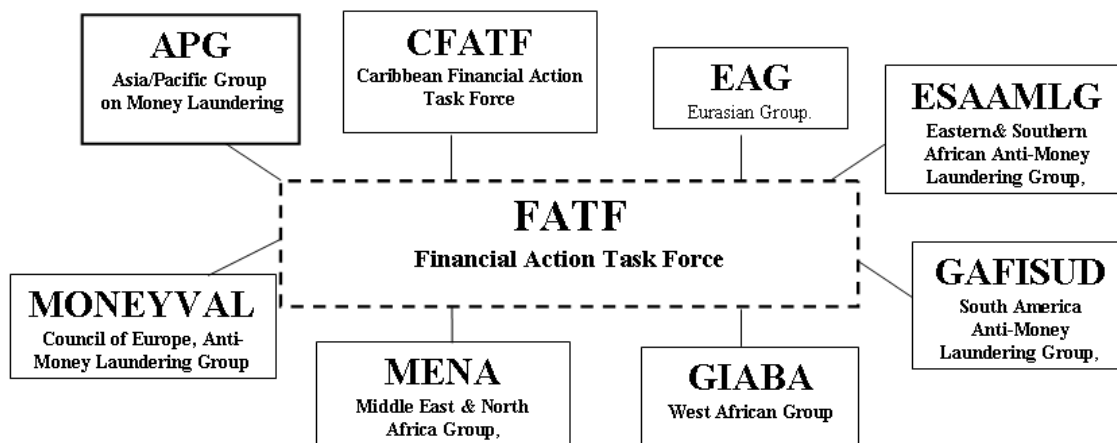 APG
Asia/Pacific Group
on Money Laundering
CFATF
Caribbean Financial Action
Task Force
EAG
Eurasian Group.
ESAAMLG
Eastern& Southern
African Anti-Money
Laundering Group,
FATF
Financial Action Task Force
MONEYVAL
Council of Europe, Anti-
Money Laundering Group
MENA
Middle East & North
Africa Group,
GIABA
West African Group
GAFISUD
South America
Anti-Money
Laundering Group,